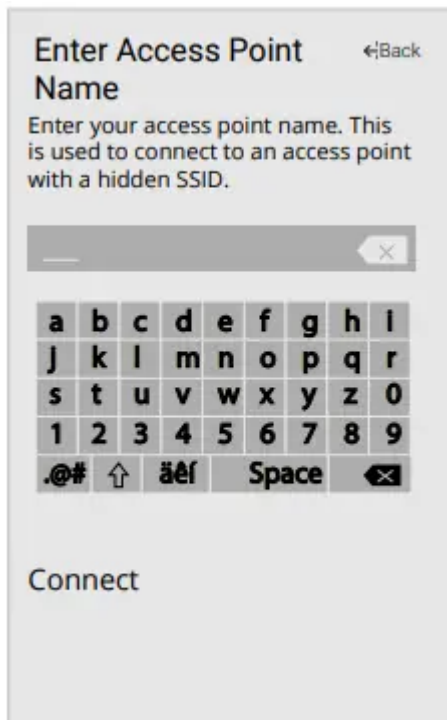 Enter Access Point
Name
Back
Enter your access point name. This
is used to connect to an access point
with a hidden SSID.
a b c d e f g h i
j k l m n o p q r
s t u v w x y z 0
1 2 3 4 5 6 7 8 9
.@# äêí Space
Connect